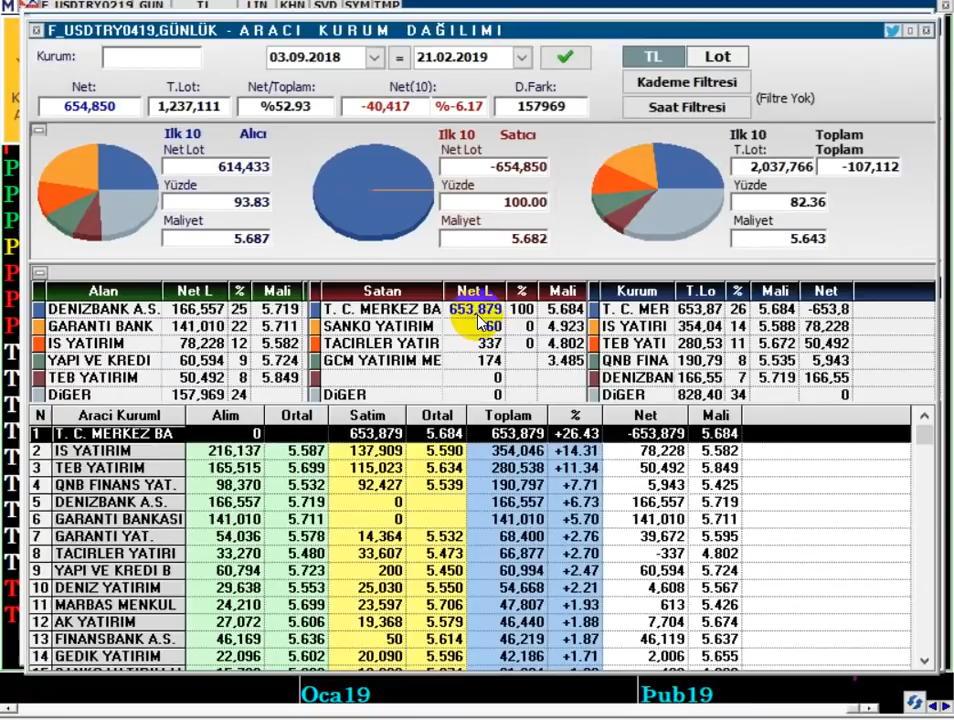 F_USDTRY0219_GUN TL LTN KHN SVD SYM TMP
F_USDTRY0419,GÜNLÜK - ARACI KURUM DAĞILIMI
Kurum: 03.09.2018 = 21.02.2019 TL Lot
Net: T.Lot: Net/Toplam: Net(10): D.Fark: Kademe Filtresi
654,850 1,237,111 %52.93 -40,417 %-6.17 157969 Saat Filtresi (Filtre Yok)
Ilk 10 Alıcı Ilk 10 Satıcı Ilk 10 Toplam
Net Lot Net Lot T.Lot: Net
614,433 -654,850 2,037,766 -107,112
Yüzde Yüzde Yüzde
93.83 100.00 82.36
Maliyet Maliyet Maliyet
5.687 5.682 5.643
Alan Net L % Mali Satan Net L % Mali Kurum T.Lo % Mali Net
DENIZBANK A.S. 166,557 25 5.719 T. C. MERKEZ BA 653,879 100 5.684 T. C. MER 653,87 26 5.684 -653,8
GARANTI BANK 141,010 22 5.711 SANKO YATIRIM 0 4.923 IS YATIRI 354,04 14 5.588 78,228
IS YATIRIM 78,228 12 5.582 TACIRLER YATIR 337 0 4.802 TEB YATI 280,53 11 5.672 50,492
YAPI VE KREDI 60,594 9 5.724 GCM YATIRIM ME 174 3.485 QNB FINA 190,79 8 5.535 5,943
TEB YATIRIM 50,492 8 5.849 0 DENIZBAN 166,55 7 5.719 166,55
DiGER 157,969 24 DiGER 0 DiGER 828,40 34 0
N Araci Kuruml Alim Ortal Satim Ortal Toplam % Net Mali
1 T. C. MERKEZ BA 0 653,879 5.684 653,879 +26.43 -653,879 5.684
2 IS YATIRIM 216,137 5.587 137,909 5.590 354,046 +14.31 78,228 5.582
3 TEB YATIRIM 165,515 5.699 115,023 5.634 280,538 +11.34 50,492 5.849
4 QNB FINANS YAT. 98,370 5.532 92,427 5.539 190,797 +7.71 5,943 5.425
5 DENIZBANK A.S. 166,557 5.719 0 166,557 +6.73 166,557 5.719
6 GARANTI BANKASI 141,010 5.711 0 141,010 +5.70 141,010 5.711
7 GARANTI YAT. 54,036 5.578 14,364 5.532 68,400 +2.76 39,672 5.595
8 TACIRLER YATIRI 33,270 5.480 33,607 5.473 66,877 +2.70 -337 4.802
9 YAPI VE KREDI B 60,794 5.723 200 5.450 60,994 +2.47 60,594 5.724
10 DENIZ YATIRIM 29,638 5.553 25,030 5.550 54,668 +2.21 4,608 5.567
11 MARBAS MENKUL 24,210 5.699 23,597 5.706 47,807 +1.93 613 5.426
12 AK YATIRIM 27,072 5.606 19,368 5.579 46,440 +1.88 7,704 5.674
13 FINANSBANK A.S. 46,169 5.636 50 5.614 46,219 +1.87 46,119 5.637
14 GEDIK YATIRIM 22,096 5.602 20,090 5.596 42,186 +1.71 2,006 5.655
Oca19 Þub19